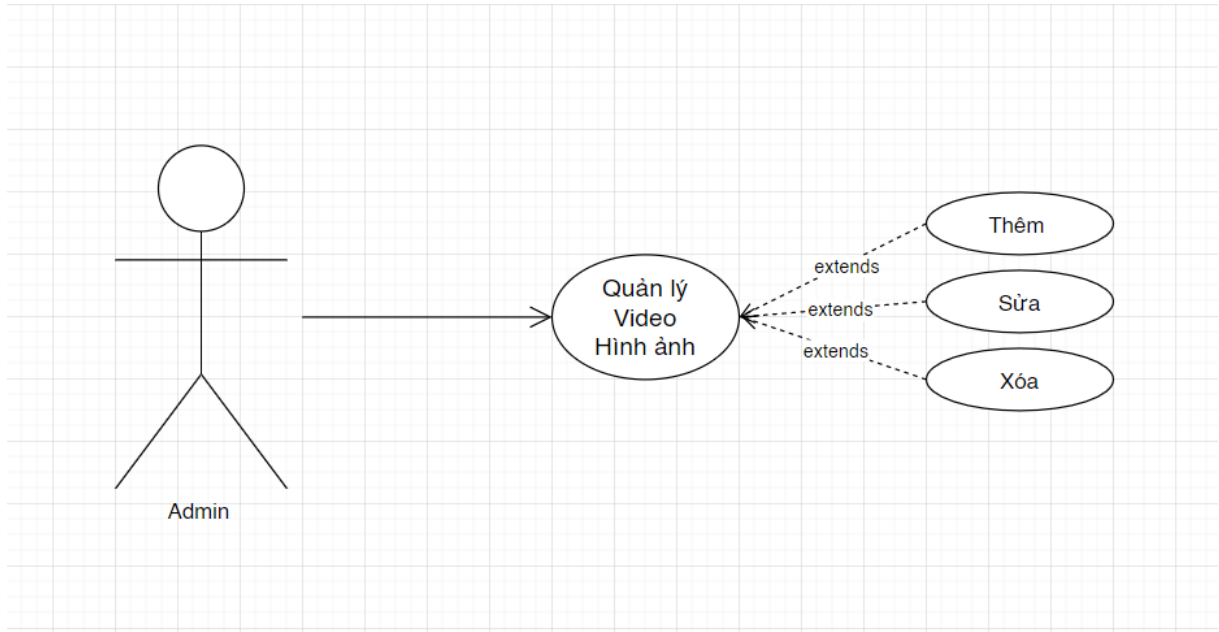 Thêm
extends
Quản lý
Video
Hình ảnh
extends
Sửa
extends
Xóa
Admin